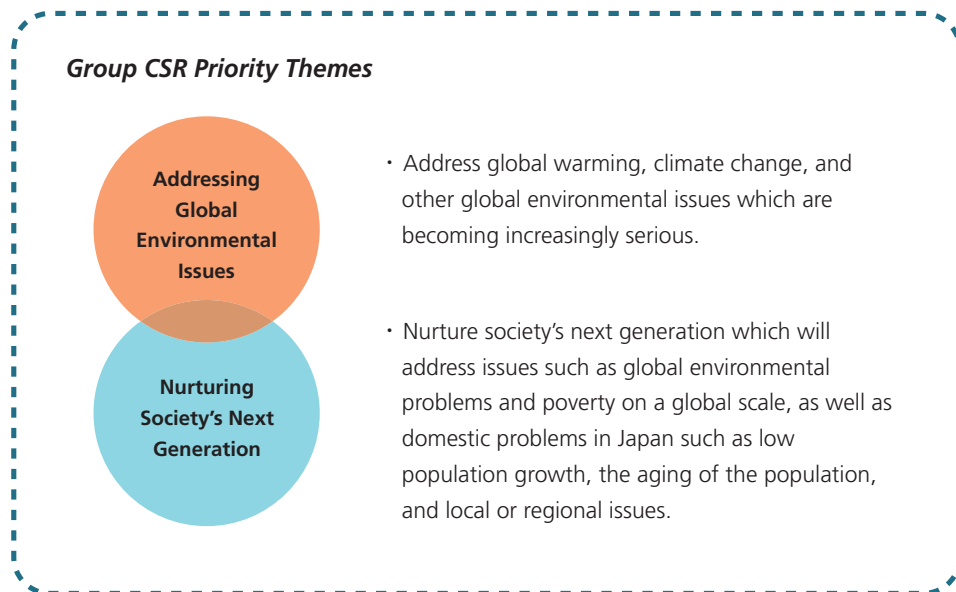 Group CSR Priority Themes
Addressing
Global
Environmental
Issues
・Address global warming, climate change, and
other global environmental issues which are
becoming increasingly serious.
Nurturing
Society’s Next
Generation
・Nurture society’s next generation which will
address issues such as global environmental
problems and poverty on a global scale, as well as
domestic problems in Japan such as low
population growth, the aging of the population,
and local or regional issues.